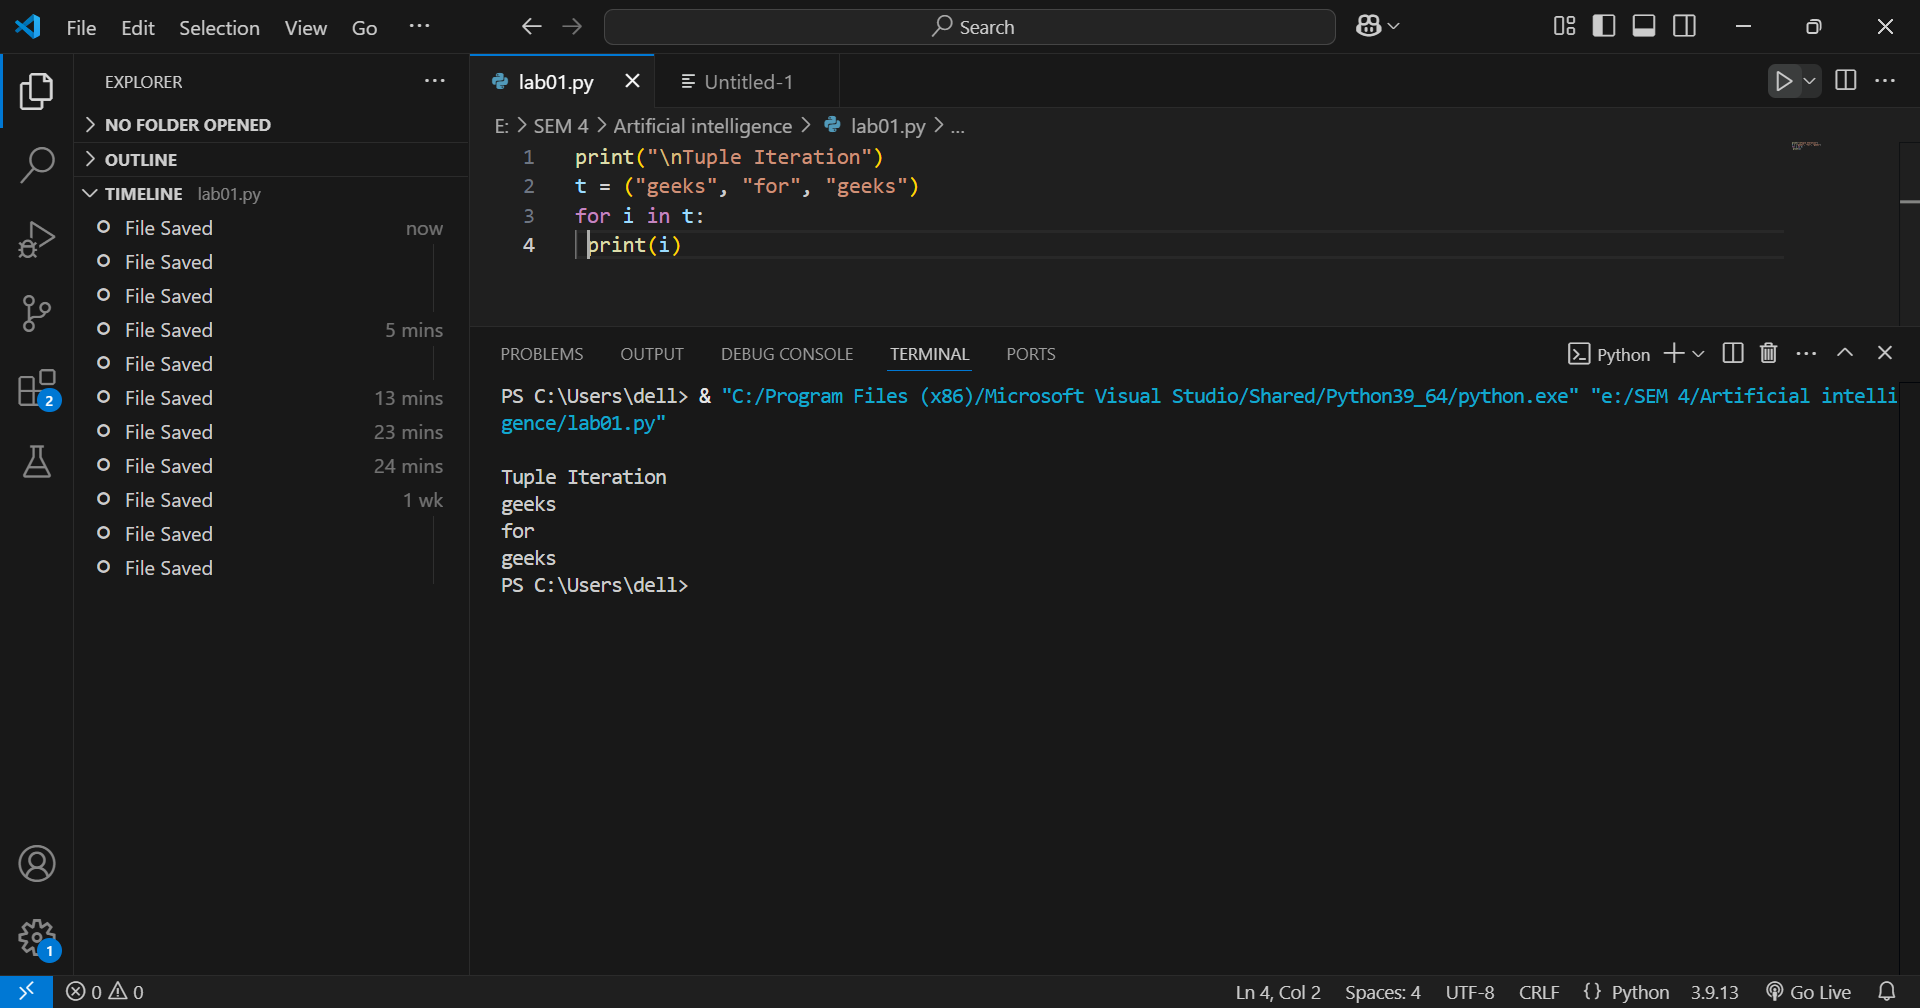 File Edit Selection View Go ··· Search
EXPLORER ···
NO FOLDER OPENED
OUTLINE
TIMELINE lab01.py
File Saved now
File Saved
File Saved
File Saved 5 mins
File Saved
File Saved 13 mins
File Saved 23 mins
File Saved 24 mins
File Saved 1 wk
File Saved
File Saved
2
1
lab01.py Untitled-1
E: > SEM 4 > Artificial intelligence > lab01.py > ...
1 print("\nTuple Iteration")
2 t = ("geeks", "for", "geeks")
3 for i in t:
4 print(i)
PROBLEMS OUTPUT DEBUG CONSOLE TERMINAL PORTS Python
PS C:\Users\dell> & "C:/Program Files (x86)/Microsoft Visual Studio/Shared/Python39_64/python.exe" "e:/SEM 4/Artificial intelli
gence/lab01.py"
Tuple Iteration
geeks
for
geeks
PS C:\Users\dell>
0 0 Ln 4, Col 2 Spaces: 4 UTF-8 CRLF {} Python 3.9.13 Go Live